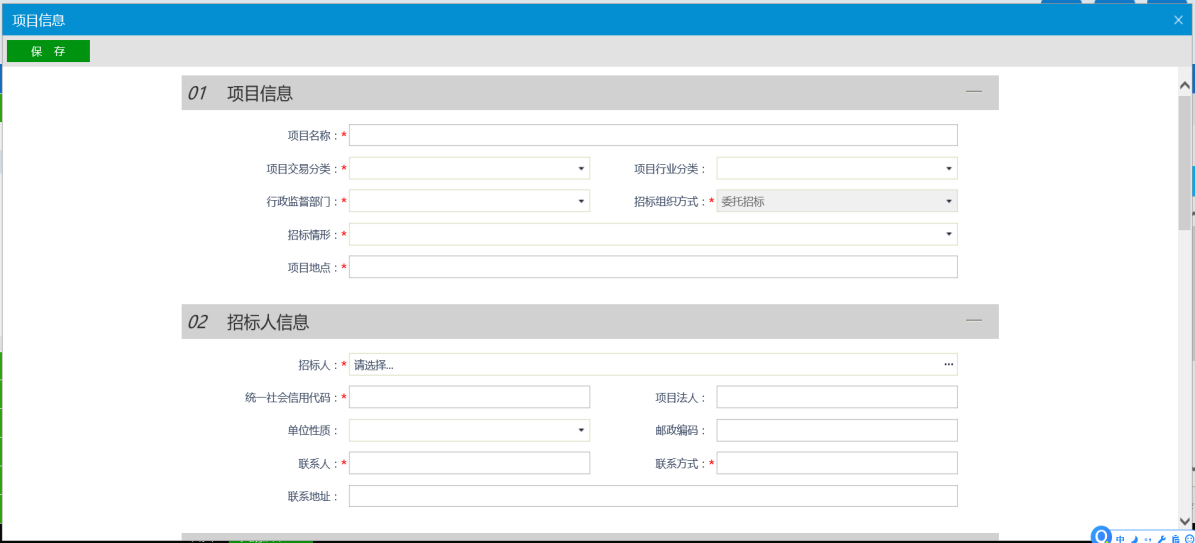 项目信息
保 存
01 项目信息
项目名称：*
项目交易分类：* 项目行业分类：
行政监督部门：* 招标组织方式：* 委托招标
招标情形：*
项目地点：*
02 招标人信息
招标人：* 请选择...
统一社会信用代码：* 项目法人：
单位性质： 邮政编码：
联系人：* 联系方式：*
联系地址：
中